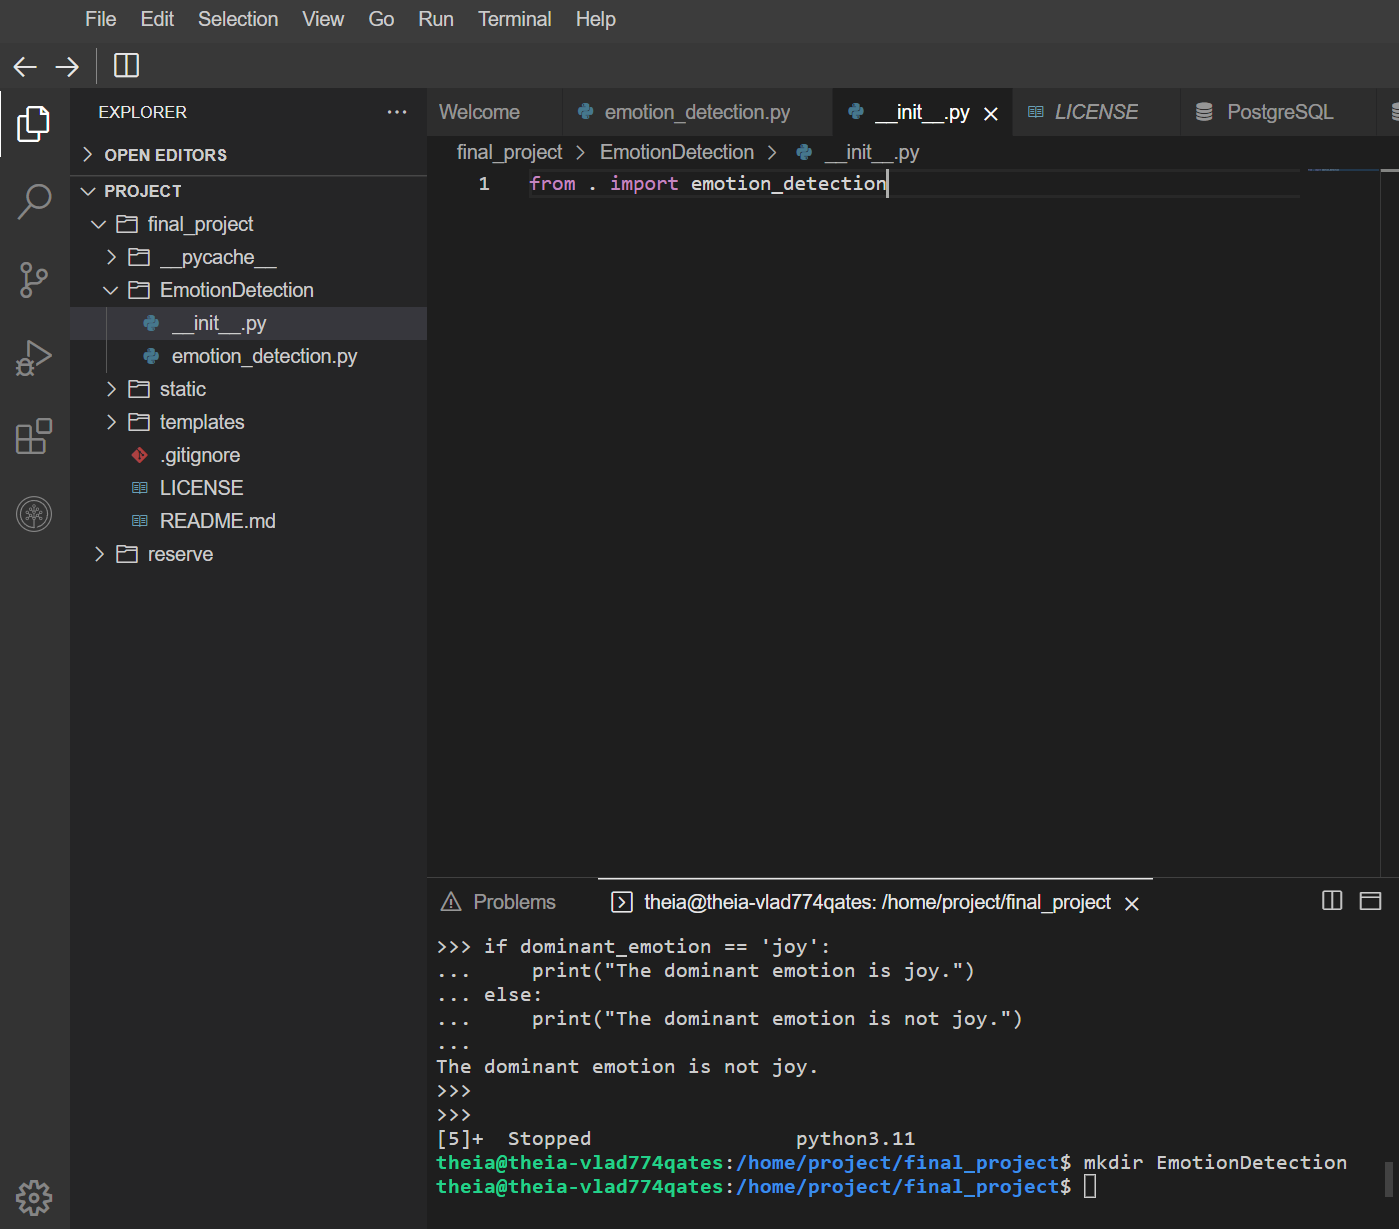 File Edit Selection View Go Run Terminal Help
EXPLORER
OPEN EDITORS
PROJECT
final_project
__pycache__
EmotionDetection
__init__.py
emotion_detection.py
static
templates
.gitignore
LICENSE
README.md
reserve
Welcome emotion_detection.py __init__.py LICENSE PostgreSQL
final_project > EmotionDetection > __init__.py
1 from . import emotion_detection
Problems theia@theia-vlad774qates: /home/project/final_project
>>> if dominant_emotion == 'joy':
...     print("The dominant emotion is joy.")
... else:
...     print("The dominant emotion is not joy.")
...
The dominant emotion is not joy.
>>>
>>>
[5]+  Stopped                 python3.11
theia@theia-vlad774qates:/home/project/final_project$ mkdir EmotionDetection
theia@theia-vlad774qates:/home/project/final_project$